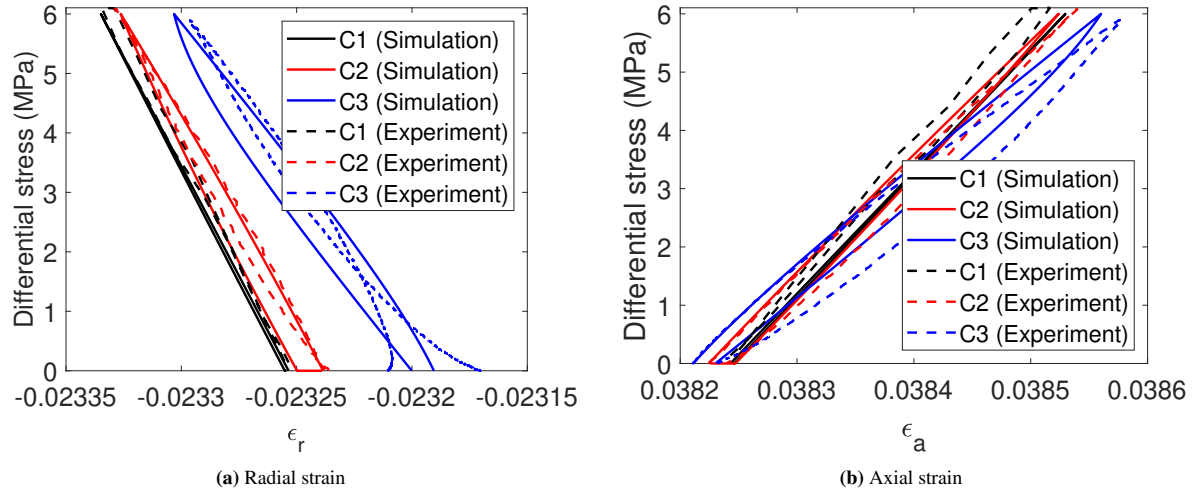 6
5
4
3
2
1
0
Differential stress (MPa)
C1 (Simulation)
C2 (Simulation)
C3 (Simulation)
C1 (Experiment)
C2 (Experiment)
C3 (Experiment)
-0.02335 -0.0233 -0.02325 -0.0232 -0.02315
ϵr
(a) Radial strain
6
5
4
3
2
1
0
Differential stress (MPa)
C1 (Simulation)
C2 (Simulation)
C3 (Simulation)
C1 (Experiment)
C2 (Experiment)
C3 (Experiment)
0.0382 0.0383 0.0384 0.0385 0.0386
ϵa
(b) Axial strain